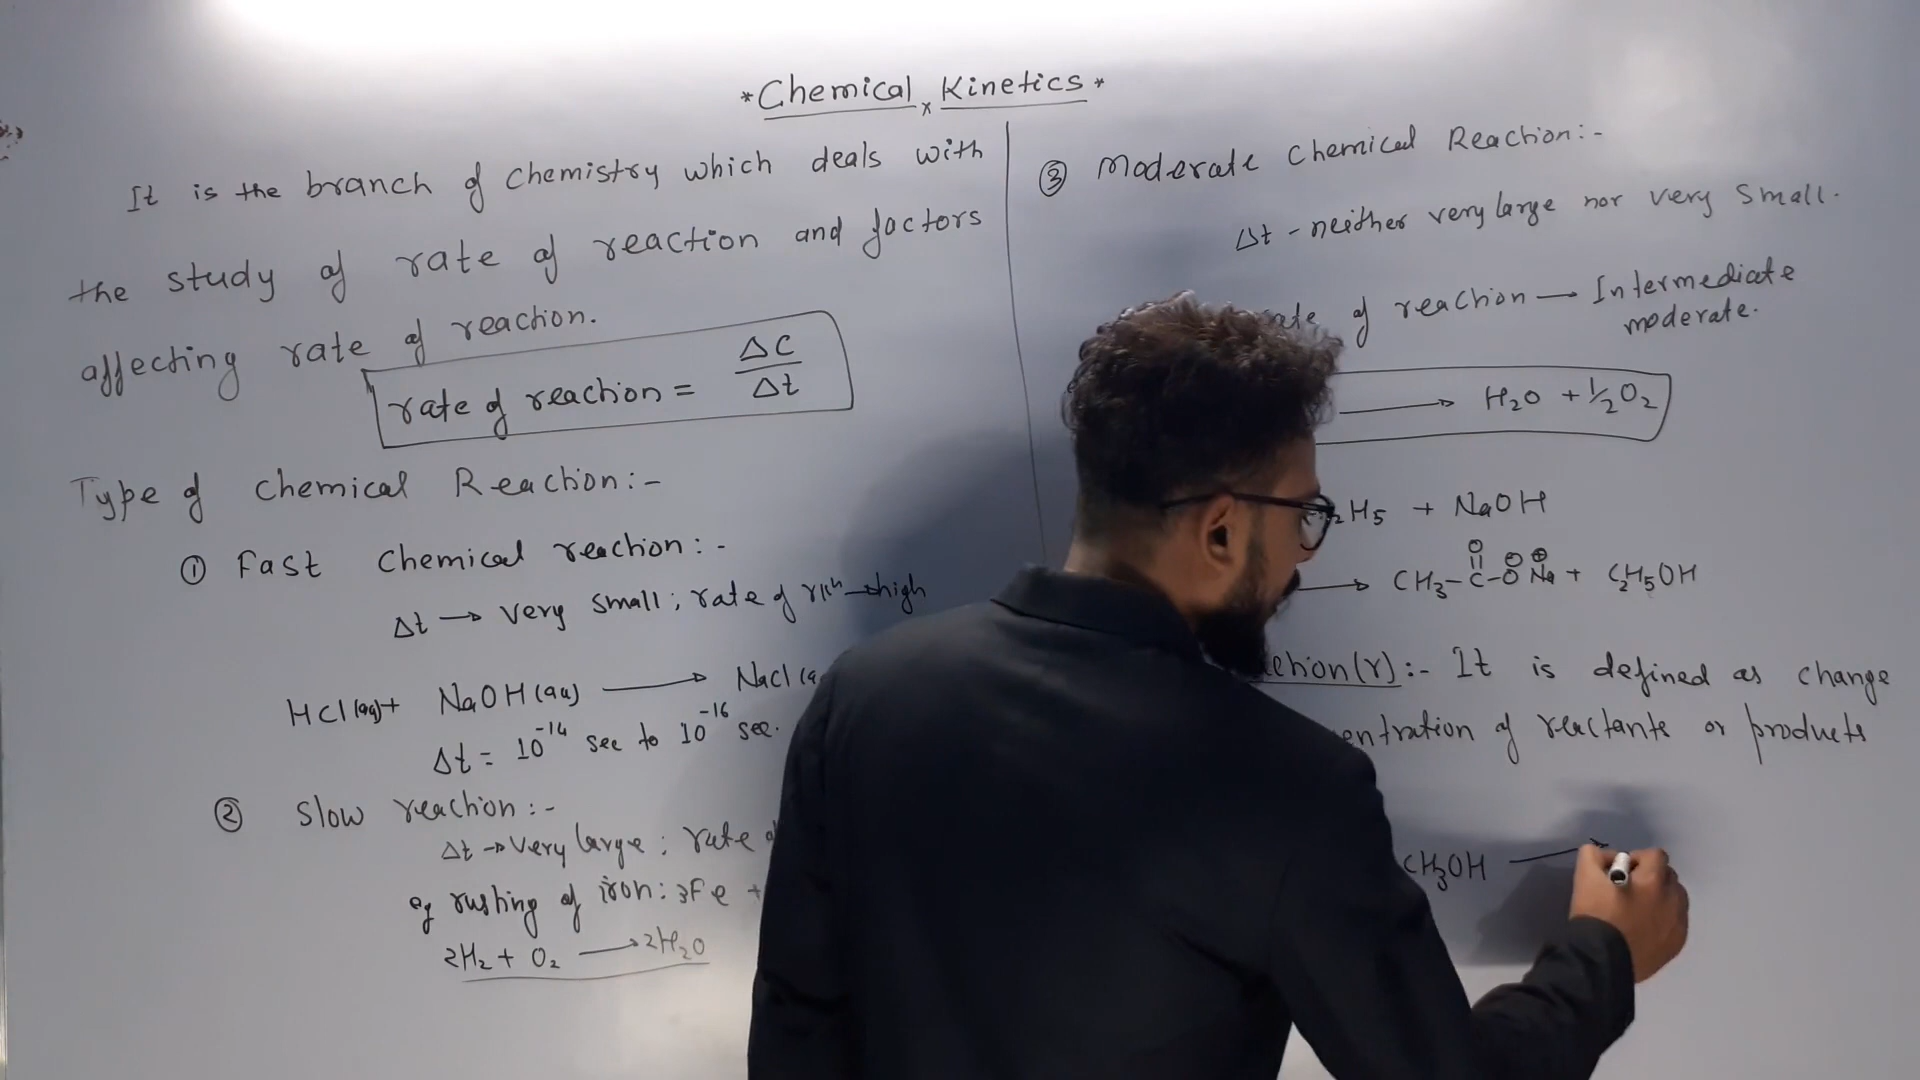 *Chemical x Kinetics*
It is the branch of chemistry which deals with
the study of rate of reaction and factors
affecting rate of reaction.
rate of reaction = ΔC/Δt
Type of Chemical Reaction:-
① Fast Chemical reaction:-
Δt → very small; rate of rxn → high
HCl(aq) + NaOH(aq) → NaCl(a
Δt = 10⁻¹⁴ sec to 10⁻¹⁶ sec.
② Slow reaction:-
Δt → Very large; rate
eg rusting of iron: 3Fe +
2H₂ + O₂ → 2H₂O
③ Moderate Chemical Reaction:-
Δt - neither very large nor very small.
of reaction — Intermediate
moderate.
→ H₂O + ½O₂
H₅ + NaOH
→ CH₃-C-O Na + C₂H₅OH
O ⊖ ⊕
(r):- It is defined as change
of reactants or products
CH₃OH →